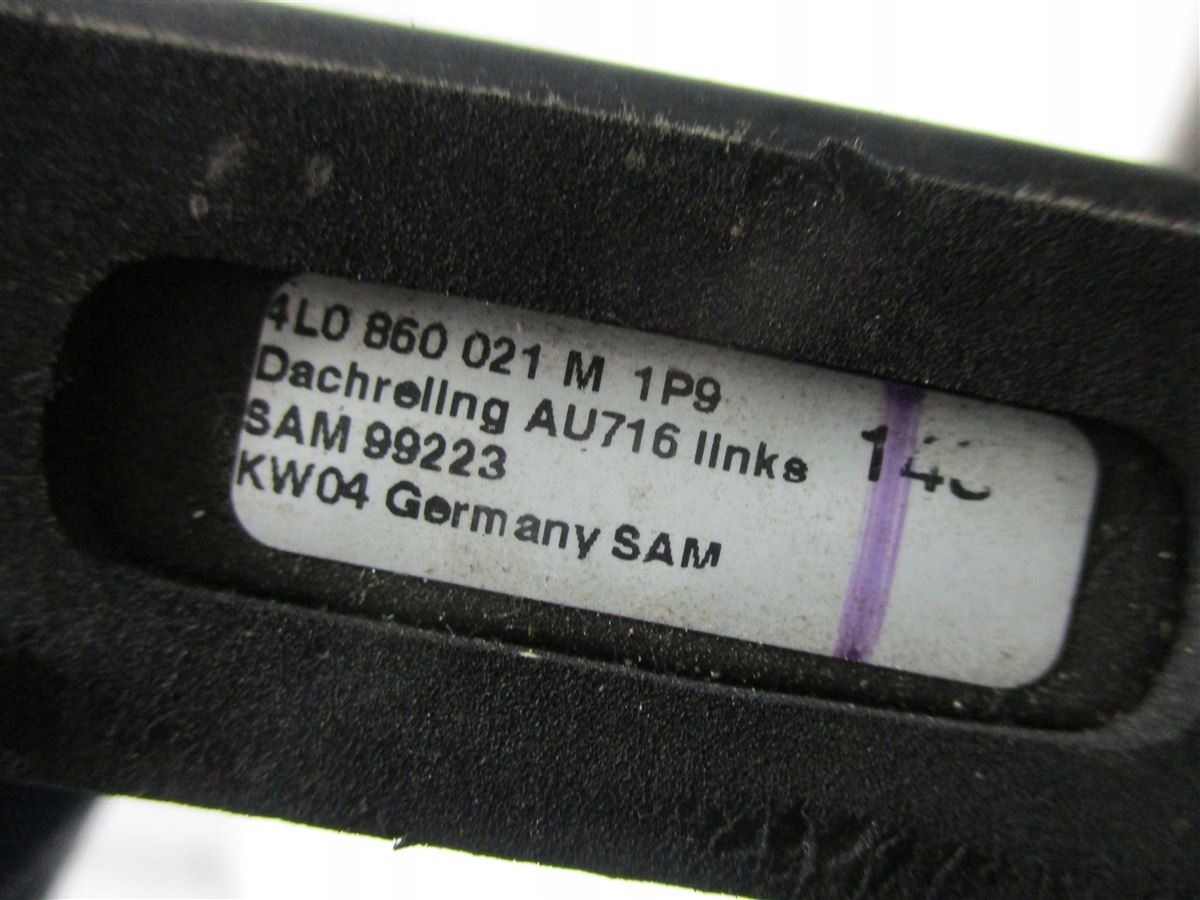 4L0 860 021 M 1P9
Dachreling AU716 links
SAM 99223
KW04 Germany SAM